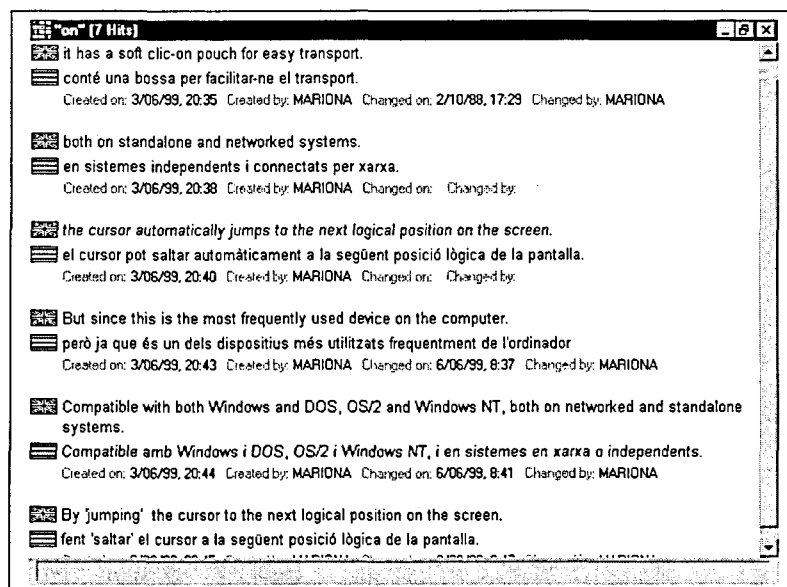 "on" (7 Hits)
it has a soft clic-on pouch for easy transport.
conté una bossa per facilitar-ne el transport.
Created on: 3/06/99, 20:35 Created by: MARIONA Changed on: 2/10/88, 17:29 Changed by: MARIONA
both on standalone and networked systems.
en sistemes independents i connectats per xarxa.
Created on: 3/06/99, 20:38 Created by: MARIONA Changed on: Changed by:
the cursor automatically jumps to the next logical position on the screen.
el cursor pot saltar automàticament a la següent posició lògica de la pantalla.
Created on: 3/06/99, 20:40 Created by: MARIONA Changed on: Changed by:
But since this is the most frequently used device on the computer.
però ja que és un dels dispositius més utilitzats frequentment de l'ordinador
Created on: 3/06/99, 20:43 Created by: MARIONA Changed on: 6/06/99, 8:37 Changed by: MARIONA
Compatible with both Windows and DOS, OS/2 and Windows NT, both on networked and standalone
systems.
Compatible amb Windows i DOS, OS/2 i Windows NT, i en sistemes en xarxa o independents.
Created on: 3/06/99, 20:44 Created by: MARIONA Changed on: 6/06/99, 8:41 Changed by: MARIONA
By 'jumping' the cursor to the next logical position on the screen.
fent 'saltar' el cursor a la següent posició lògica de la pantalla.